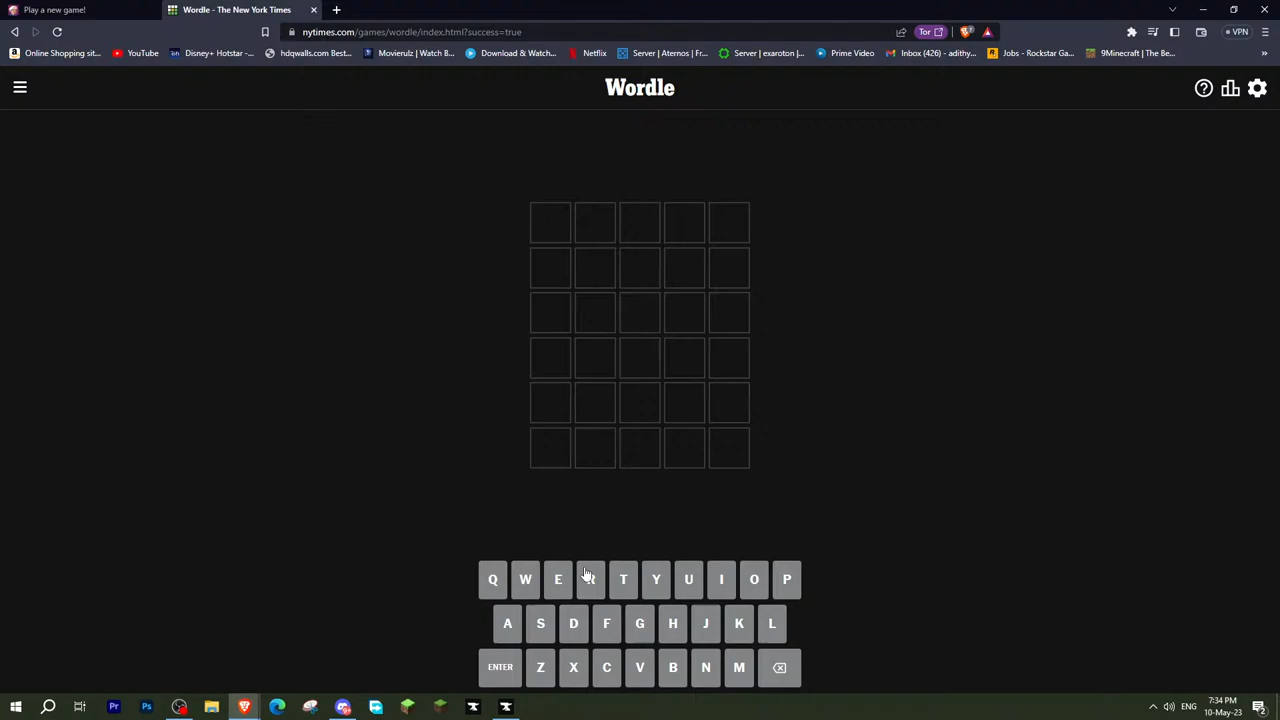 Play a new game!
Wordle - The New York Times
nytimes.com/games/wordle/index.html?success=true
Tor
VPN
Online Shopping sit...
YouTube
Disney+ Hotstar -...
hdqwalls.com Best...
Movierulz | Watch B...
Download & Watch...
Netflix
Server | Aternos | Fr...
Server | exaroton | ...
Prime Video
Inbox (426) - adithy...
Jobs - Rockstar Ga...
9Minecraft | The Be...
Wordle
Q W E R T Y U I O P
A S D F G H J K L
ENTER Z X C V B N M
ENG
7:34 PM
10-May-23